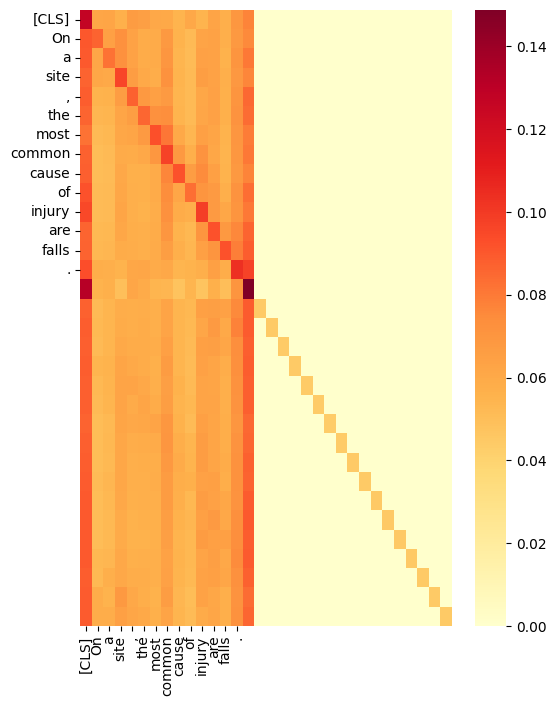 [CLS]
On
a
site
,
the
most
common
cause
of
injury
are
falls
.
0.14
0.12
0.10
0.08
0.06
0.04
0.02
0.00
[CLS]
On
a
site
,
the
most
common
cause
of
injury
are
falls
.